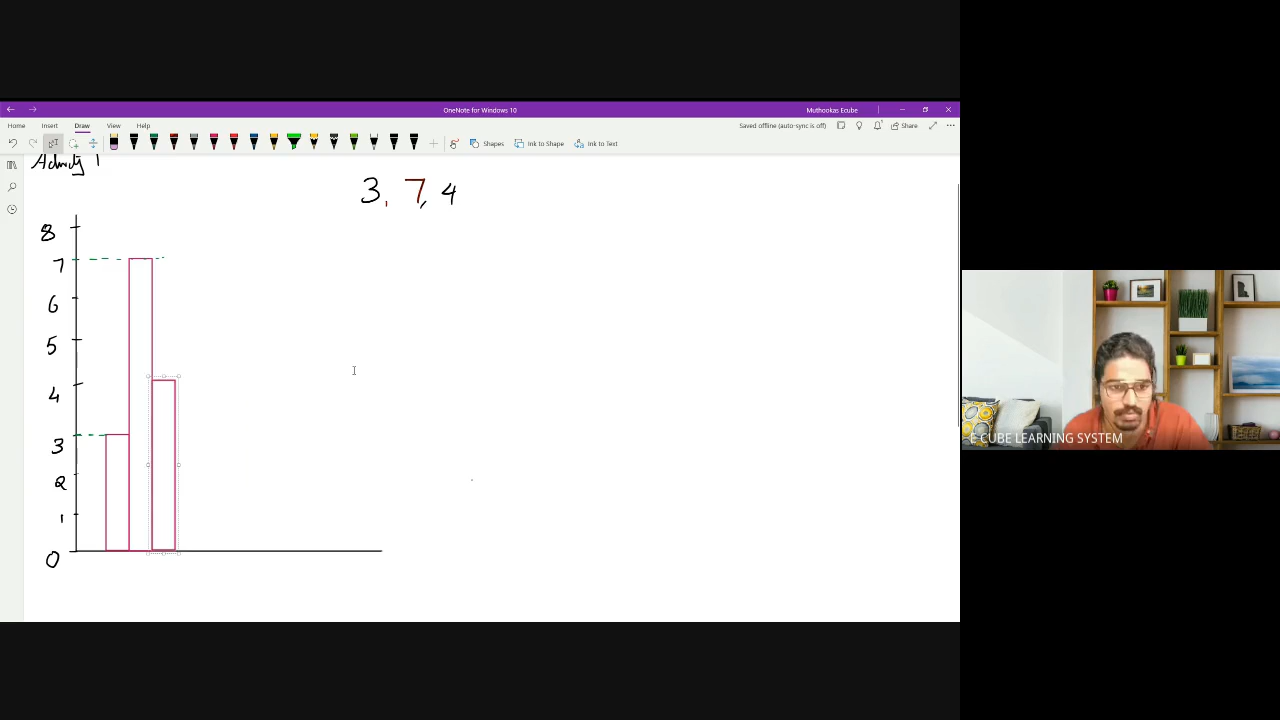 OneNote for Windows 10
Muthookas Ecube
Home Insert Draw View Help
Saved offline (auto-sync is off)
Share
Shapes
Ink to Shape
Ink to Text
Activity 1
3, 7, 4
8
7
6
5
4
3
2
1
0
E CUBE LEARNING SYSTEM